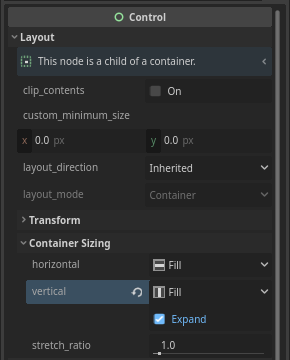 Control
Layout
This node is a child of a container.
clip_contents On
custom_minimum_size
x 0.0 px y 0.0 px
layout_direction Inherited
layout_mode Container
Transform
Container Sizing
horizontal Fill
vertical Fill
Expand
stretch_ratio 1.0